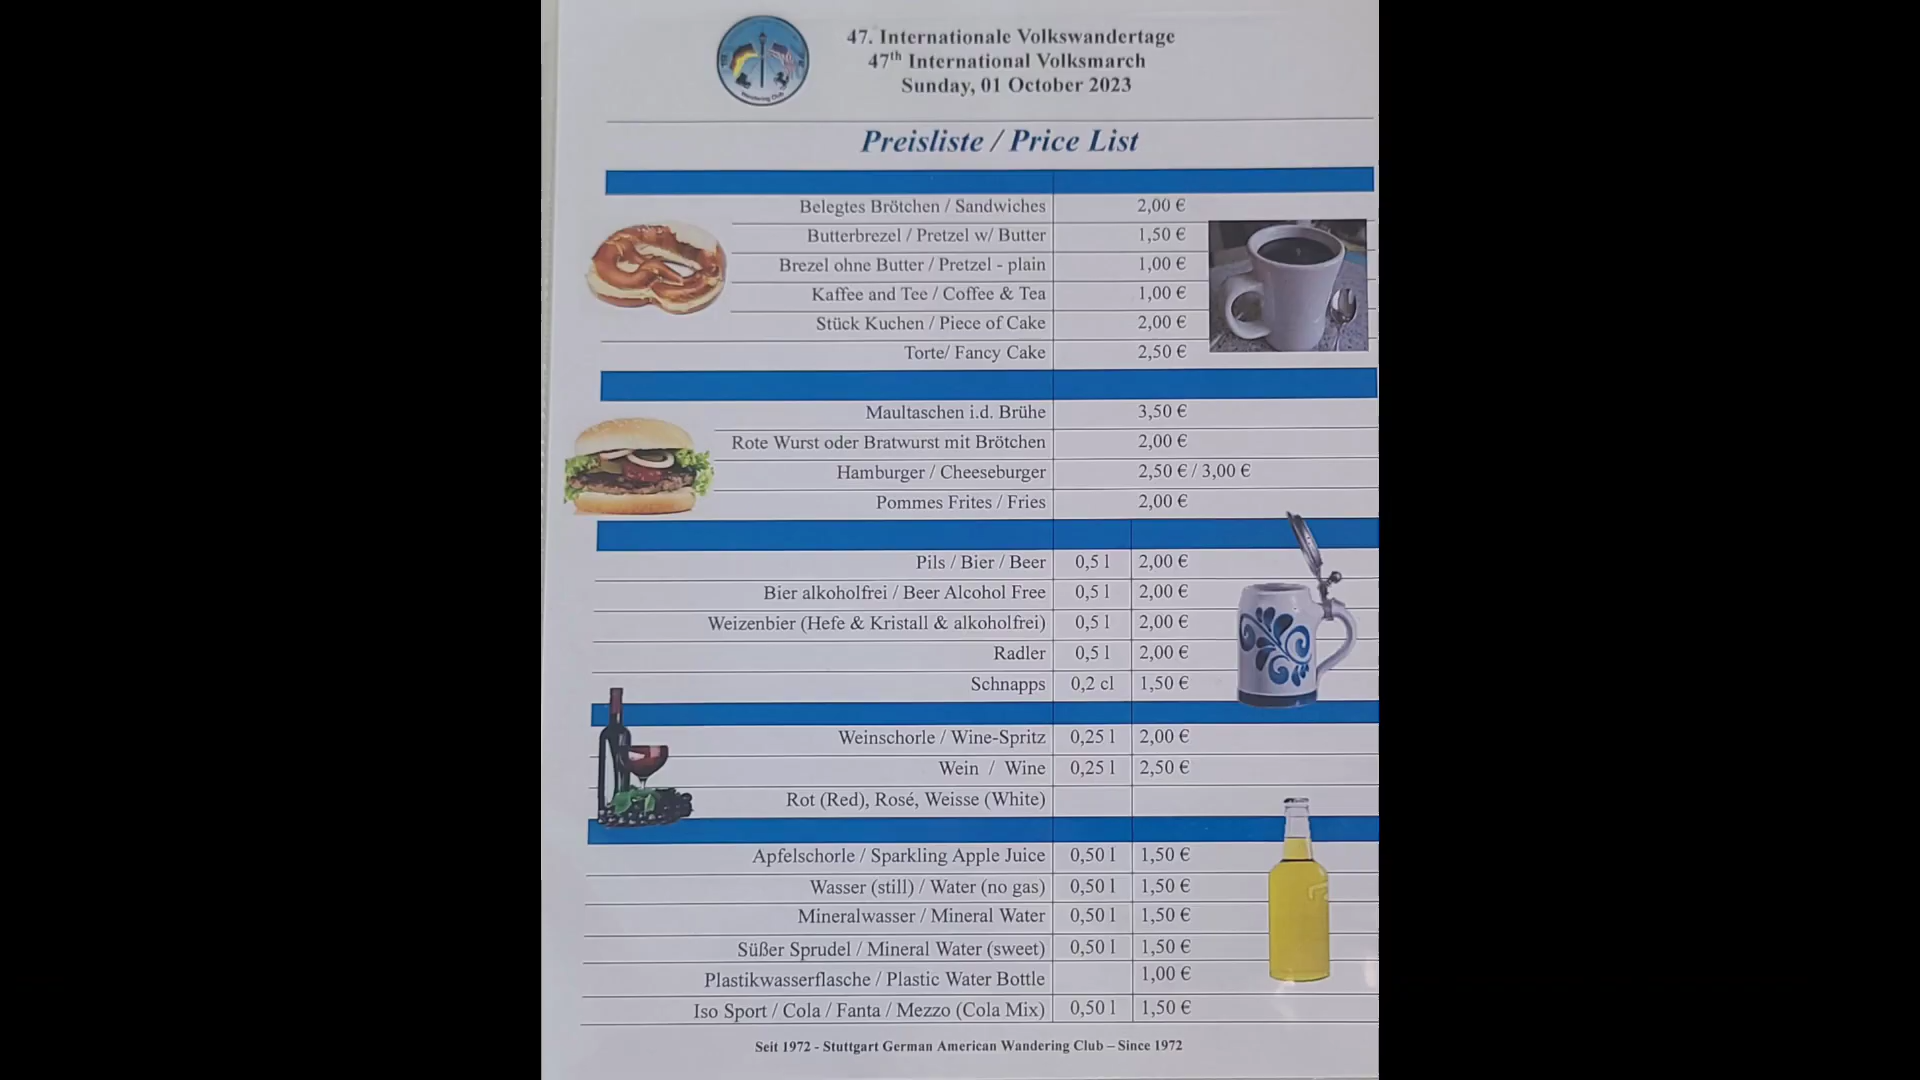 47. Internationale Volkswandertage
47th International Volksmarch
Sunday, 01 October 2023
Wandering Club
Preisliste / Price List
Belegtes Brötchen / Sandwiches 2,00 €
Butterbrezel / Pretzel w/ Butter 1,50 €
Brezel ohne Butter / Pretzel - plain 1,00 €
Kaffee and Tee / Coffee & Tea 1,00 €
Stück Kuchen / Piece of Cake 2,00 €
Torte/ Fancy Cake 2,50 €
Maultaschen i.d. Brühe 3,50 €
Rote Wurst oder Bratwurst mit Brötchen 2,00 €
Hamburger / Cheeseburger 2,50 € / 3,00 €
Pommes Frites / Fries 2,00 €
Pils / Bier / Beer 0,5 l 2,00 €
Bier alkoholfrei / Beer Alcohol Free 0,5 l 2,00 €
Weizenbier (Hefe & Kristall & alkoholfrei) 0,5 l 2,00 €
Radler 0,5 l 2,00 €
Schnapps 0,2 cl 1,50 €
Weinschorle / Wine-Spritz 0,25 l 2,00 €
Wein / Wine 0,25 l 2,50 €
Rot (Red), Rosé, Weisse (White)
Apfelschorle / Sparkling Apple Juice 0,50 l 1,50 €
Wasser (still) / Water (no gas) 0,50 l 1,50 €
Mineralwasser / Mineral Water 0,50 l 1,50 €
Süßer Sprudel / Mineral Water (sweet) 0,50 l 1,50 €
Plastikwasserflasche / Plastic Water Bottle 1,00 €
Iso Sport / Cola / Fanta / Mezzo (Cola Mix) 0,50 l 1,50 €
Seit 1972 - Stuttgart German American Wandering Club – Since 1972